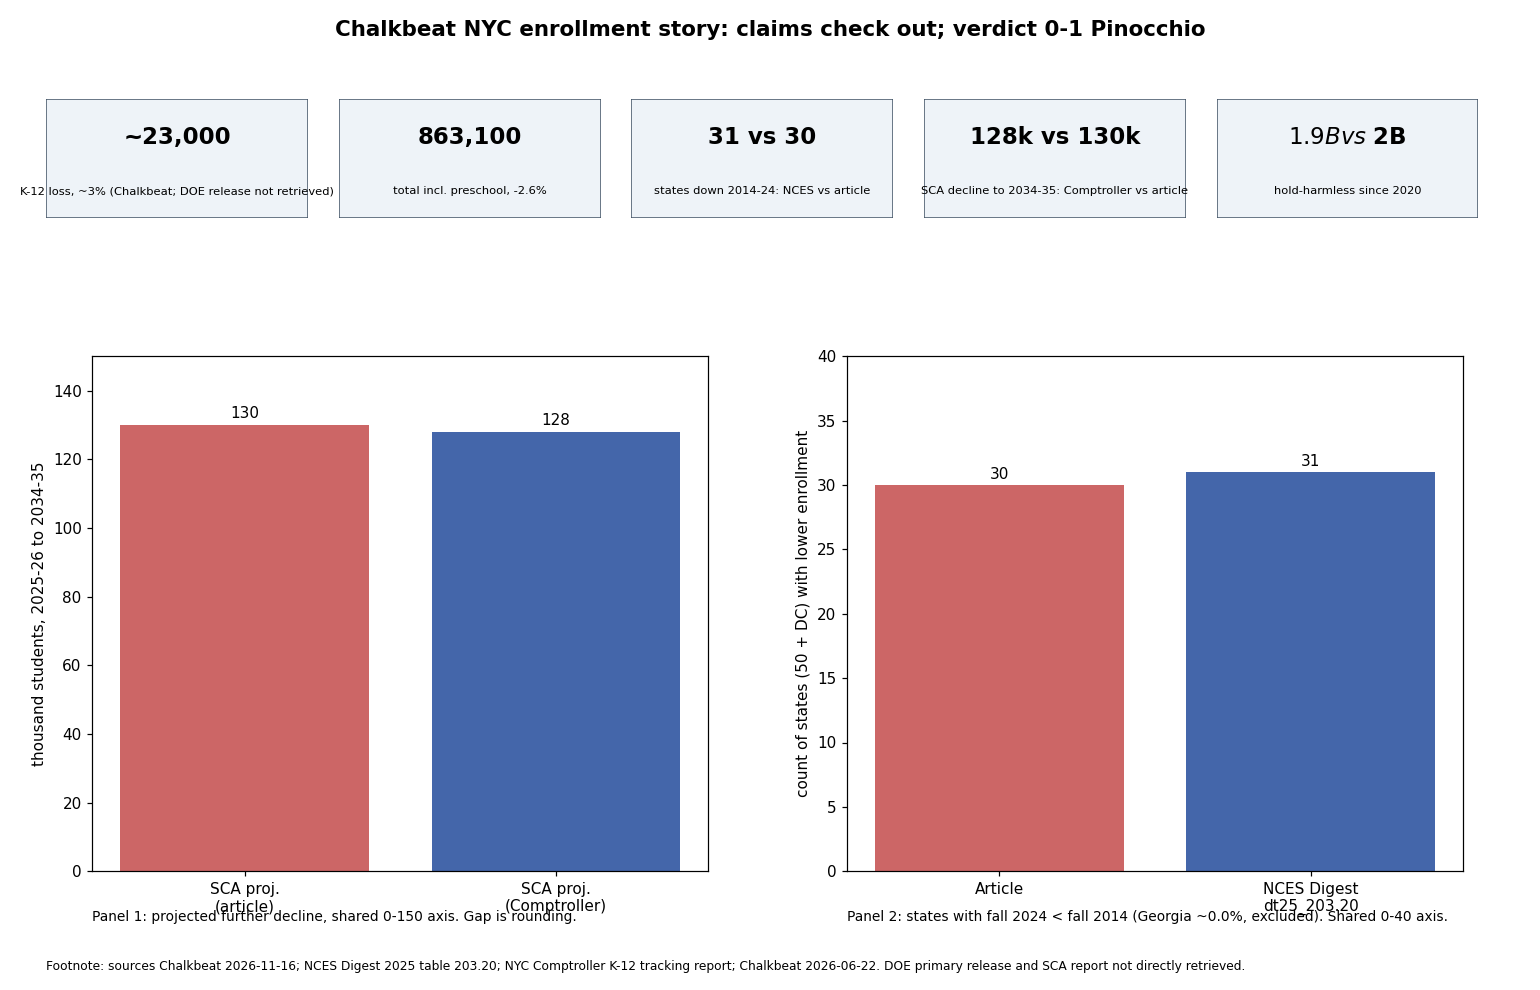 Chalkbeat NYC enrollment story: claims check out; verdict 0-1 Pinocchio
~23,000
K-12 loss, ~3% (Chalkbeat; DOE release not retrieved)
863,100
total incl. preschool, -2.6%
31 vs 30
states down 2014-24: NCES vs article
128k vs 130k
SCA decline to 2034-35: Comptroller vs article
1.9Bvs 2B
hold-harmless since 2020
thousand students, 2025-26 to 2034-35
140
120
100
80
60
40
20
0
130
128
SCA proj.
(article)
SCA proj.
(Comptroller)
Panel 1: projected further decline, shared 0-150 axis. Gap is rounding.
count of states (50 + DC) with lower enrollment
40
35
30
25
20
15
10
5
0
30
31
Article
NCES Digest
dt25_203.20
Panel 2: states with fall 2024 < fall 2014 (Georgia ~0.0%, excluded). Shared 0-40 axis.
Footnote: sources Chalkbeat 2026-11-16; NCES Digest 2025 table 203.20; NYC Comptroller K-12 tracking report; Chalkbeat 2026-06-22. DOE primary release and SCA report not directly retrieved.